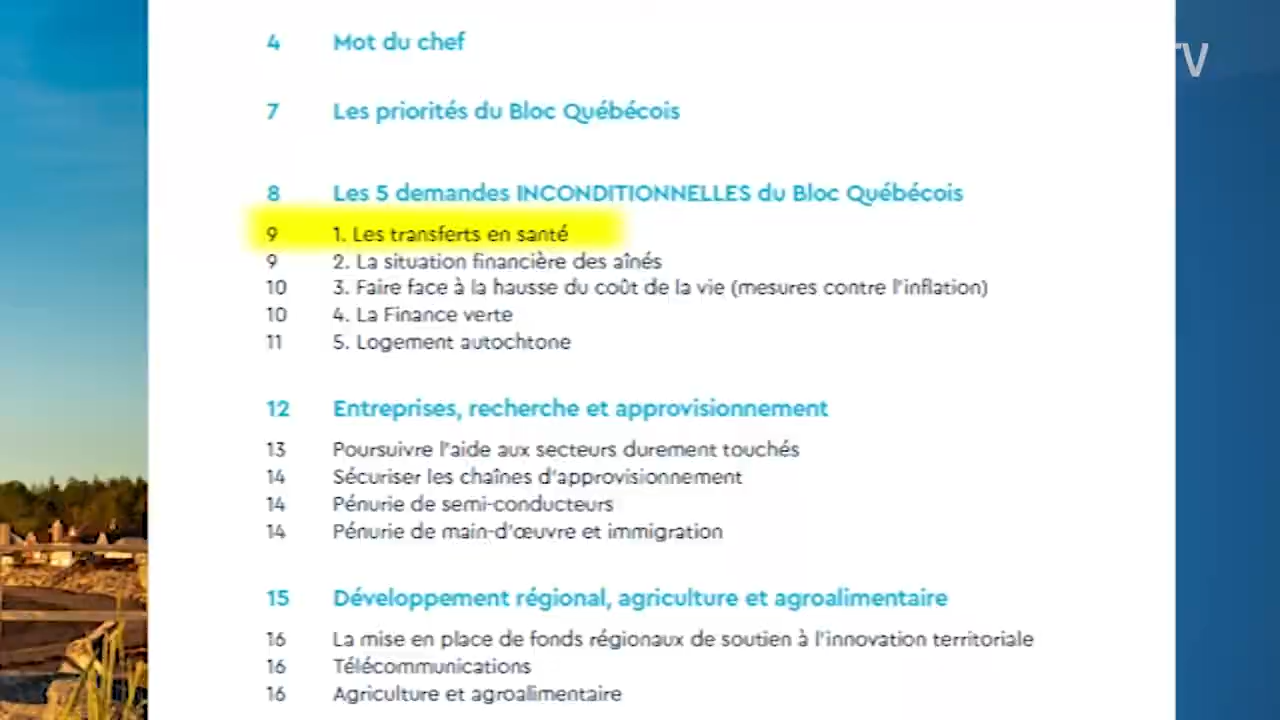 TV
4 Mot du chef
7 Les priorités du Bloc Québécois
8 Les 5 demandes INCONDITIONNELLES du Bloc Québécois
9 1. Les transferts en santé
9 2. La situation financière des aînés
10 3. Faire face à la hausse du coût de la vie (mesures contre l'inflation)
10 4. La Finance verte
11 5. Logement autochtone
12 Entreprises, recherche et approvisionnement
13 Poursuivre l'aide aux secteurs durement touchés
14 Sécuriser les chaînes d'approvisionnement
14 Pénurie de semi-conducteurs
14 Pénurie de main-d'œuvre et immigration
15 Développement régional, agriculture et agroalimentaire
16 La mise en place de fonds régionaux de soutien à l'innovation territoriale
16 Télécommunications
16 Agriculture et agroalimentaire